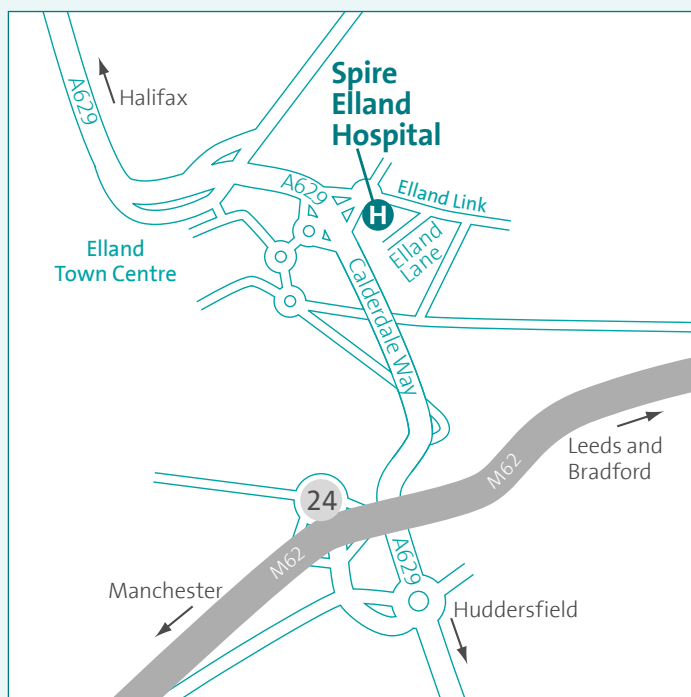 A629
Halifax
Spire
Elland
Hospital
A629
H
Elland Link
Elland
Lane
Elland
Town Centre
Calderdale Way
Leeds and
Bradford
M62
24
M62
A629
Manchester
Huddersfield